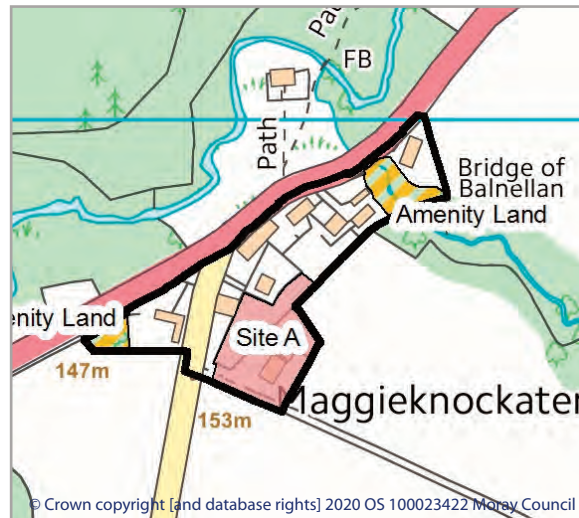 Pa
FB
Path
Bridge of
Balnellan
Amenity Land
enity Land
Site A
147m
Maggieknockater
153m
© Crown copyright [and database rights] 2020 OS 100023422 Moray Council